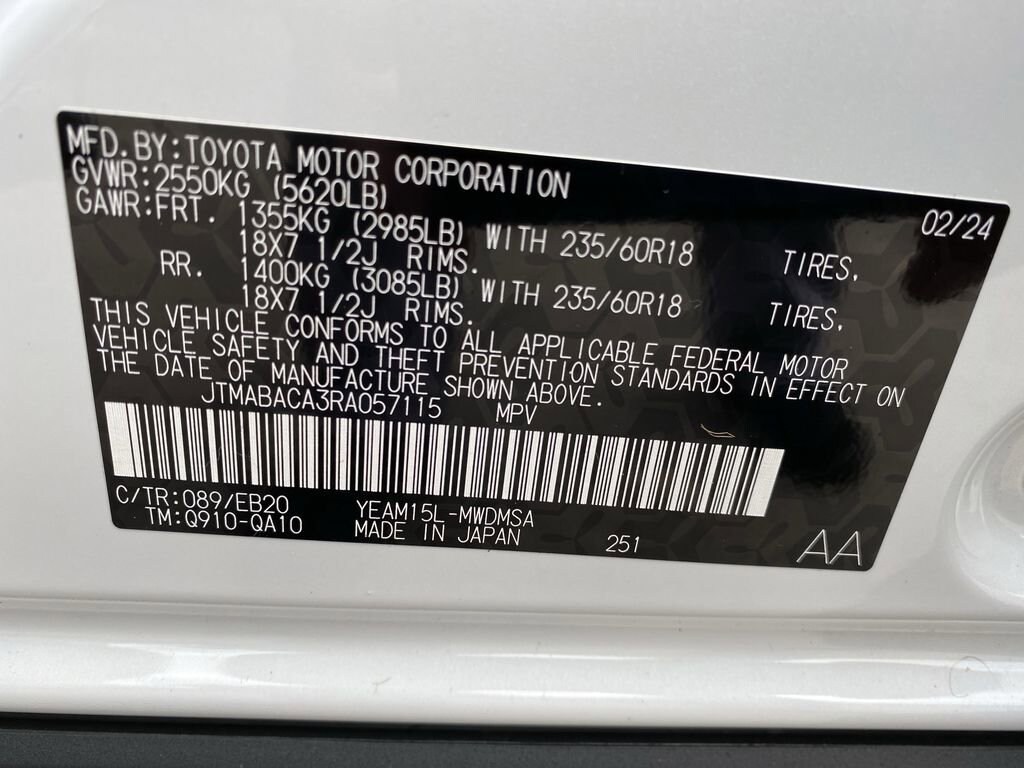 MFD. BY: TOYOTA MOTOR CORPORATION 02/24
GVWR: 2550KG (5620LB)
GAWR: FRT. 1355KG (2985LB) WITH 235/60R18 TIRES,
18X7 1/2J RIMS.
RR. 1400KG (3085LB) WITH 235/60R18 TIRES,
18X7 1/2J RIMS.
THIS VEHICLE CONFORMS TO ALL APPLICABLE FEDERAL MOTOR
VEHICLE SAFETY AND THEFT PREVENTION STANDARDS IN EFFECT ON
THE DATE OF MANUFACTURE SHOWN ABOVE.
JTMABACA3RA057115 MPV
C/TR: 089/EB20 YEAM15L-MWDMSA
TM: Q910-QA10 MADE IN JAPAN 251 AA